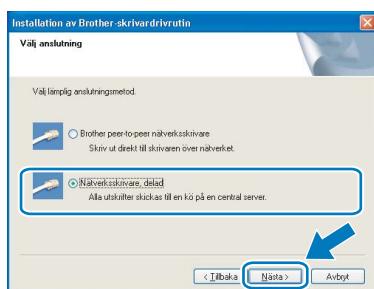 Installation av Brother-skrivardrivrutin
Välj anslutning
Välj lämplig anslutningsmetod.
Brother peer-to-peer nätverksskrivare
Skriv ut direkt till skrivaren över nätverket.
Nätverksskrivare, delad
Alla utskrifter skickas till en kö på en central server.
< Tillbaka Nästa > Avbryt